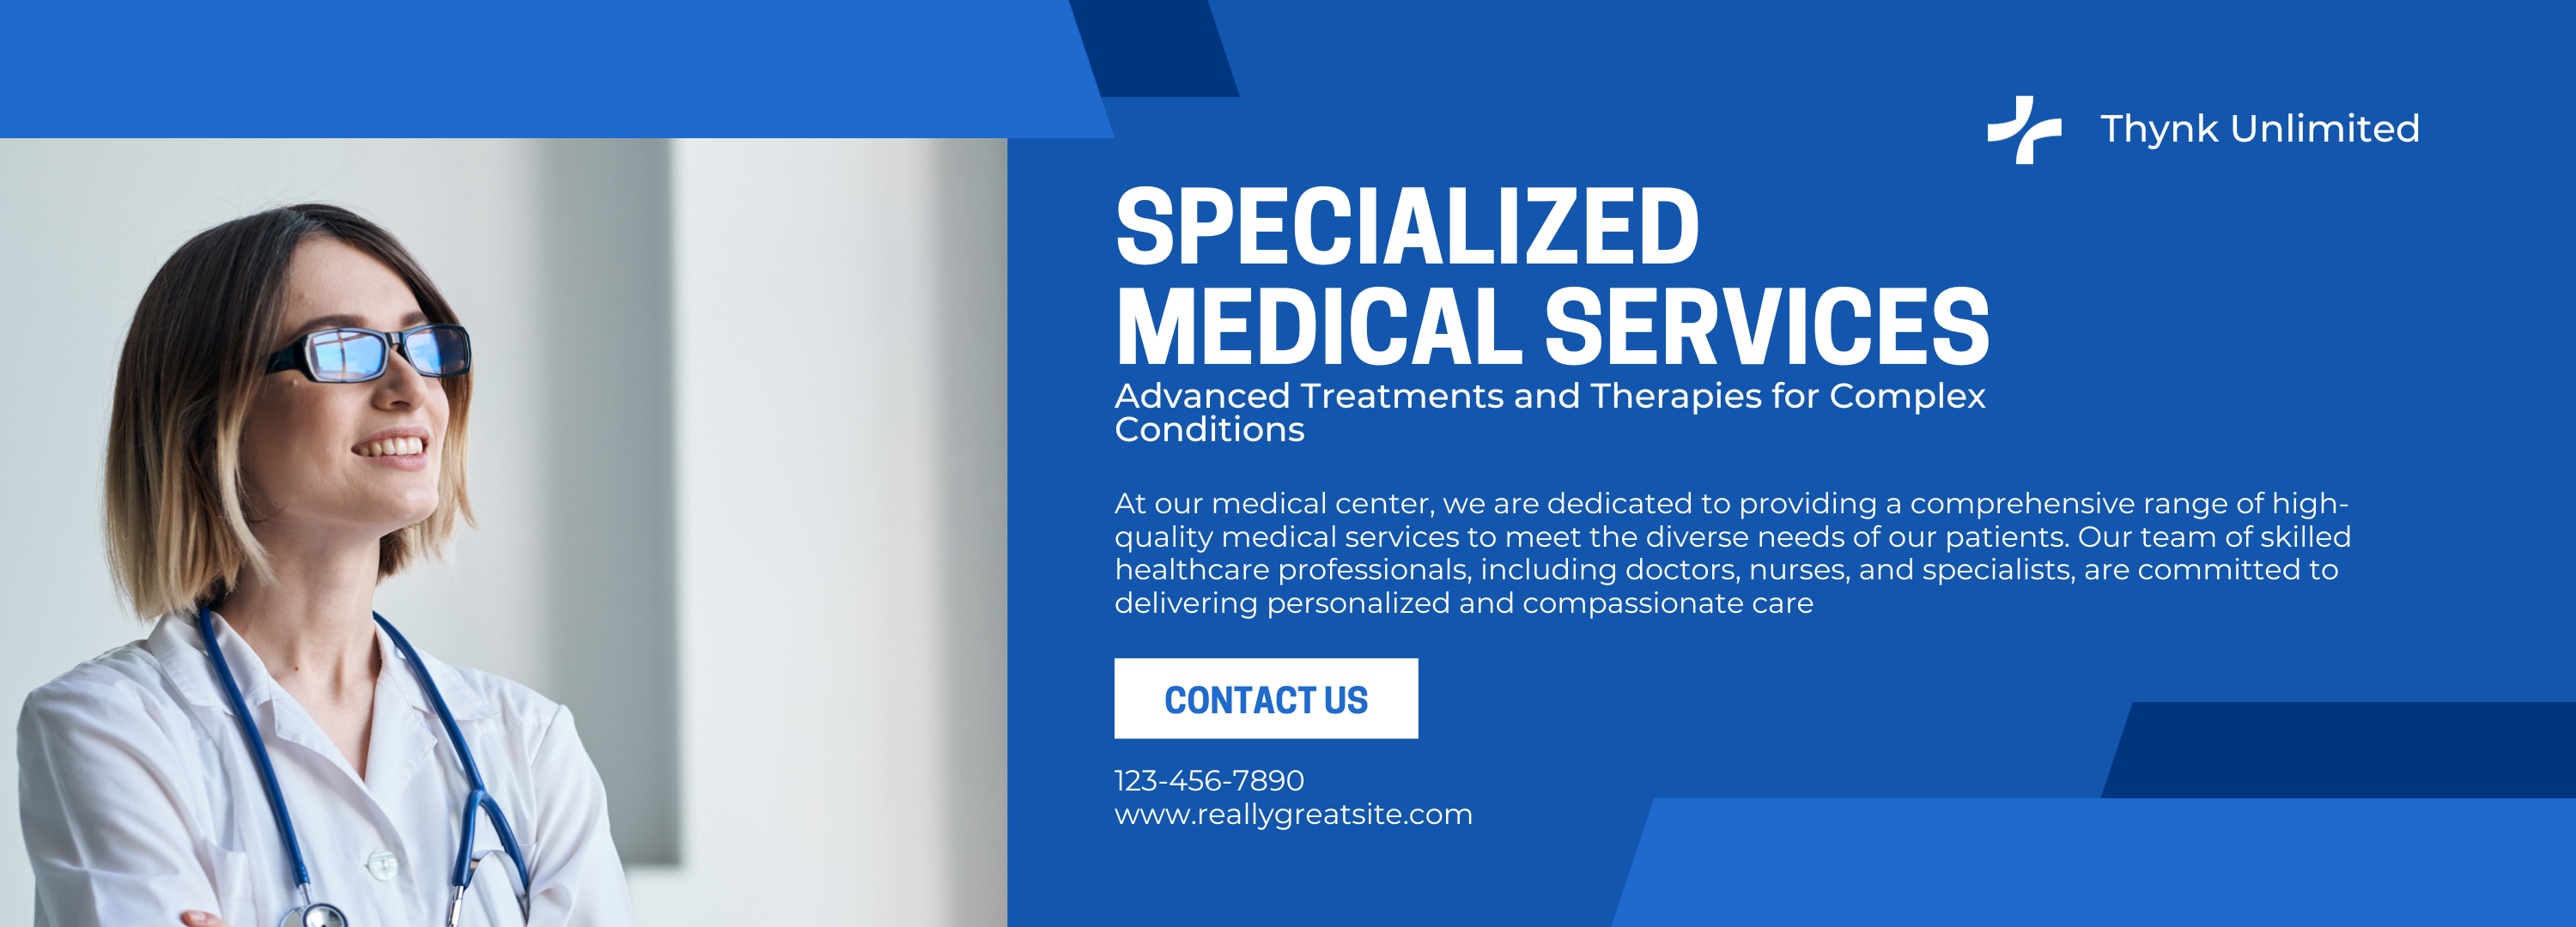 Thynk Unlimited
SPECIALIZED
MEDICAL SERVICES
Advanced Treatments and Therapies for Complex
Conditions
At our medical center, we are dedicated to providing a comprehensive range of high-
quality medical services to meet the diverse needs of our patients. Our team of skilled
healthcare professionals, including doctors, nurses, and specialists, are committed to
delivering personalized and compassionate care
CONTACT US
123-456-7890
www.reallygreatsite.com